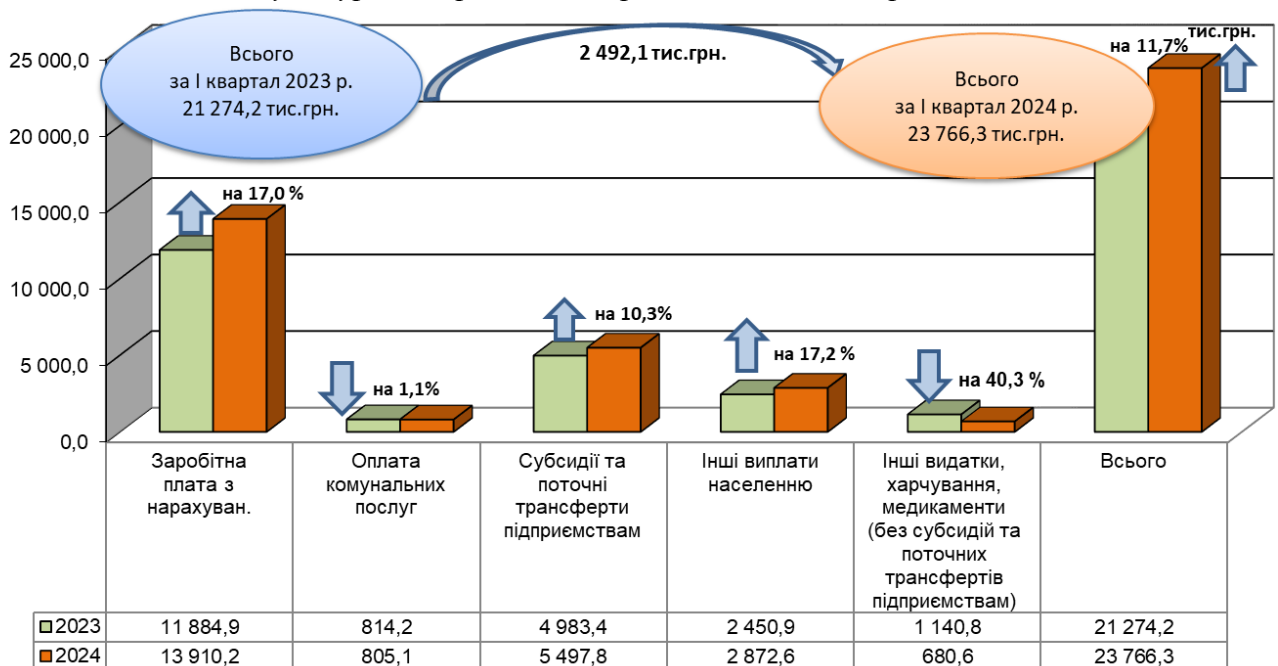 тис.грн.
Всього
за І квартал 2023 р.
21 274,2 тис.грн.
2 492,1 тис.грн.
Всього
за І квартал 2024 р.
23 766,3 тис.грн.
на 11,7%
25 000,0
20 000,0
15 000,0
10 000,0
5 000,0
0,0
на 17,0 %
на 1,1%
на 10,3%
на 17,2 %
на 40,3 %
Заробітна
плата з
нарахуван.
Оплата
комунальних
послуг
Субсидії та
поточні
трансферти
підприємствам
Інші виплати
населенню
Інші видатки,
харчування,
медикаменти
(без субсидій та
поточних
трансфертів
підприємствам)
Всього
2023 11 884,9 814,2 4 983,4 2 450,9 1 140,8 21 274,2
2024 13 910,2 805,1 5 497,8 2 872,6 680,6 23 766,3